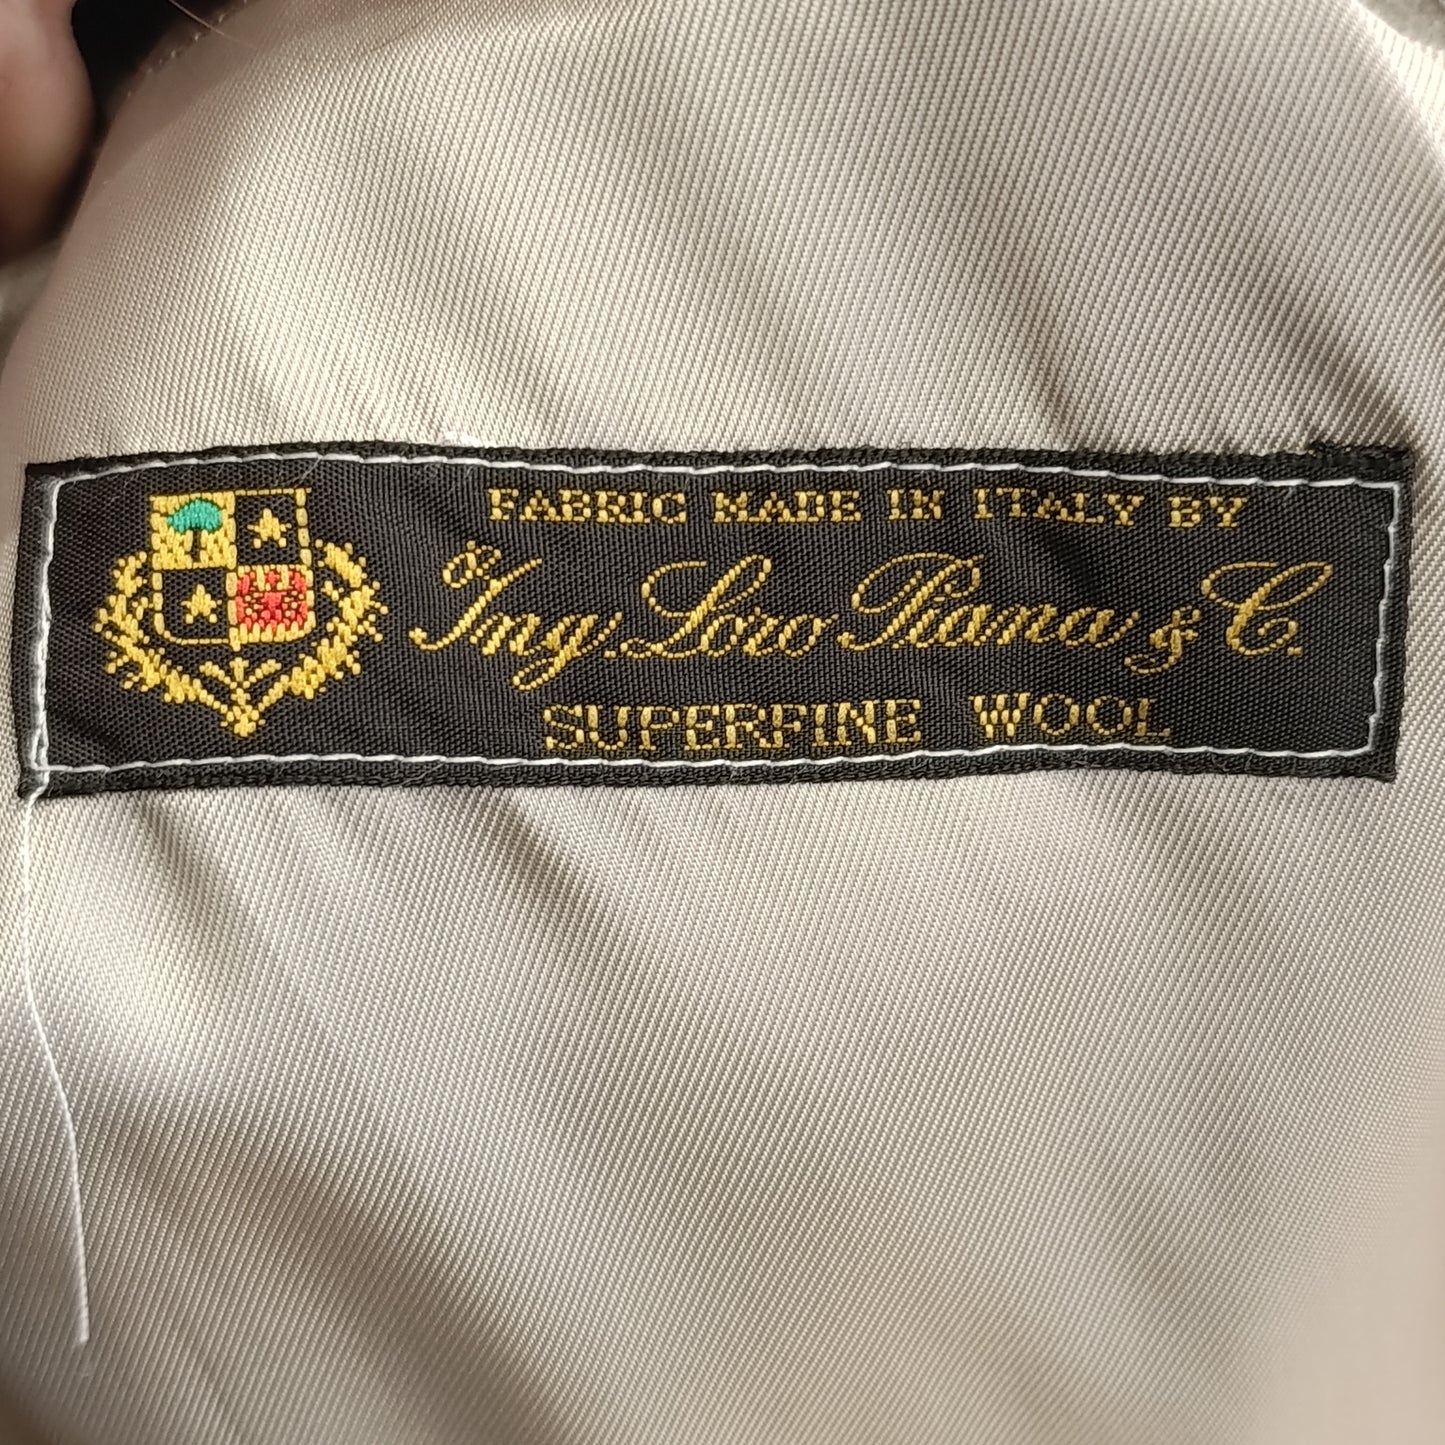 FABRIC MADE IN ITALY BY
Ing. Loro Piana & C.
SUPERFINE WOOL